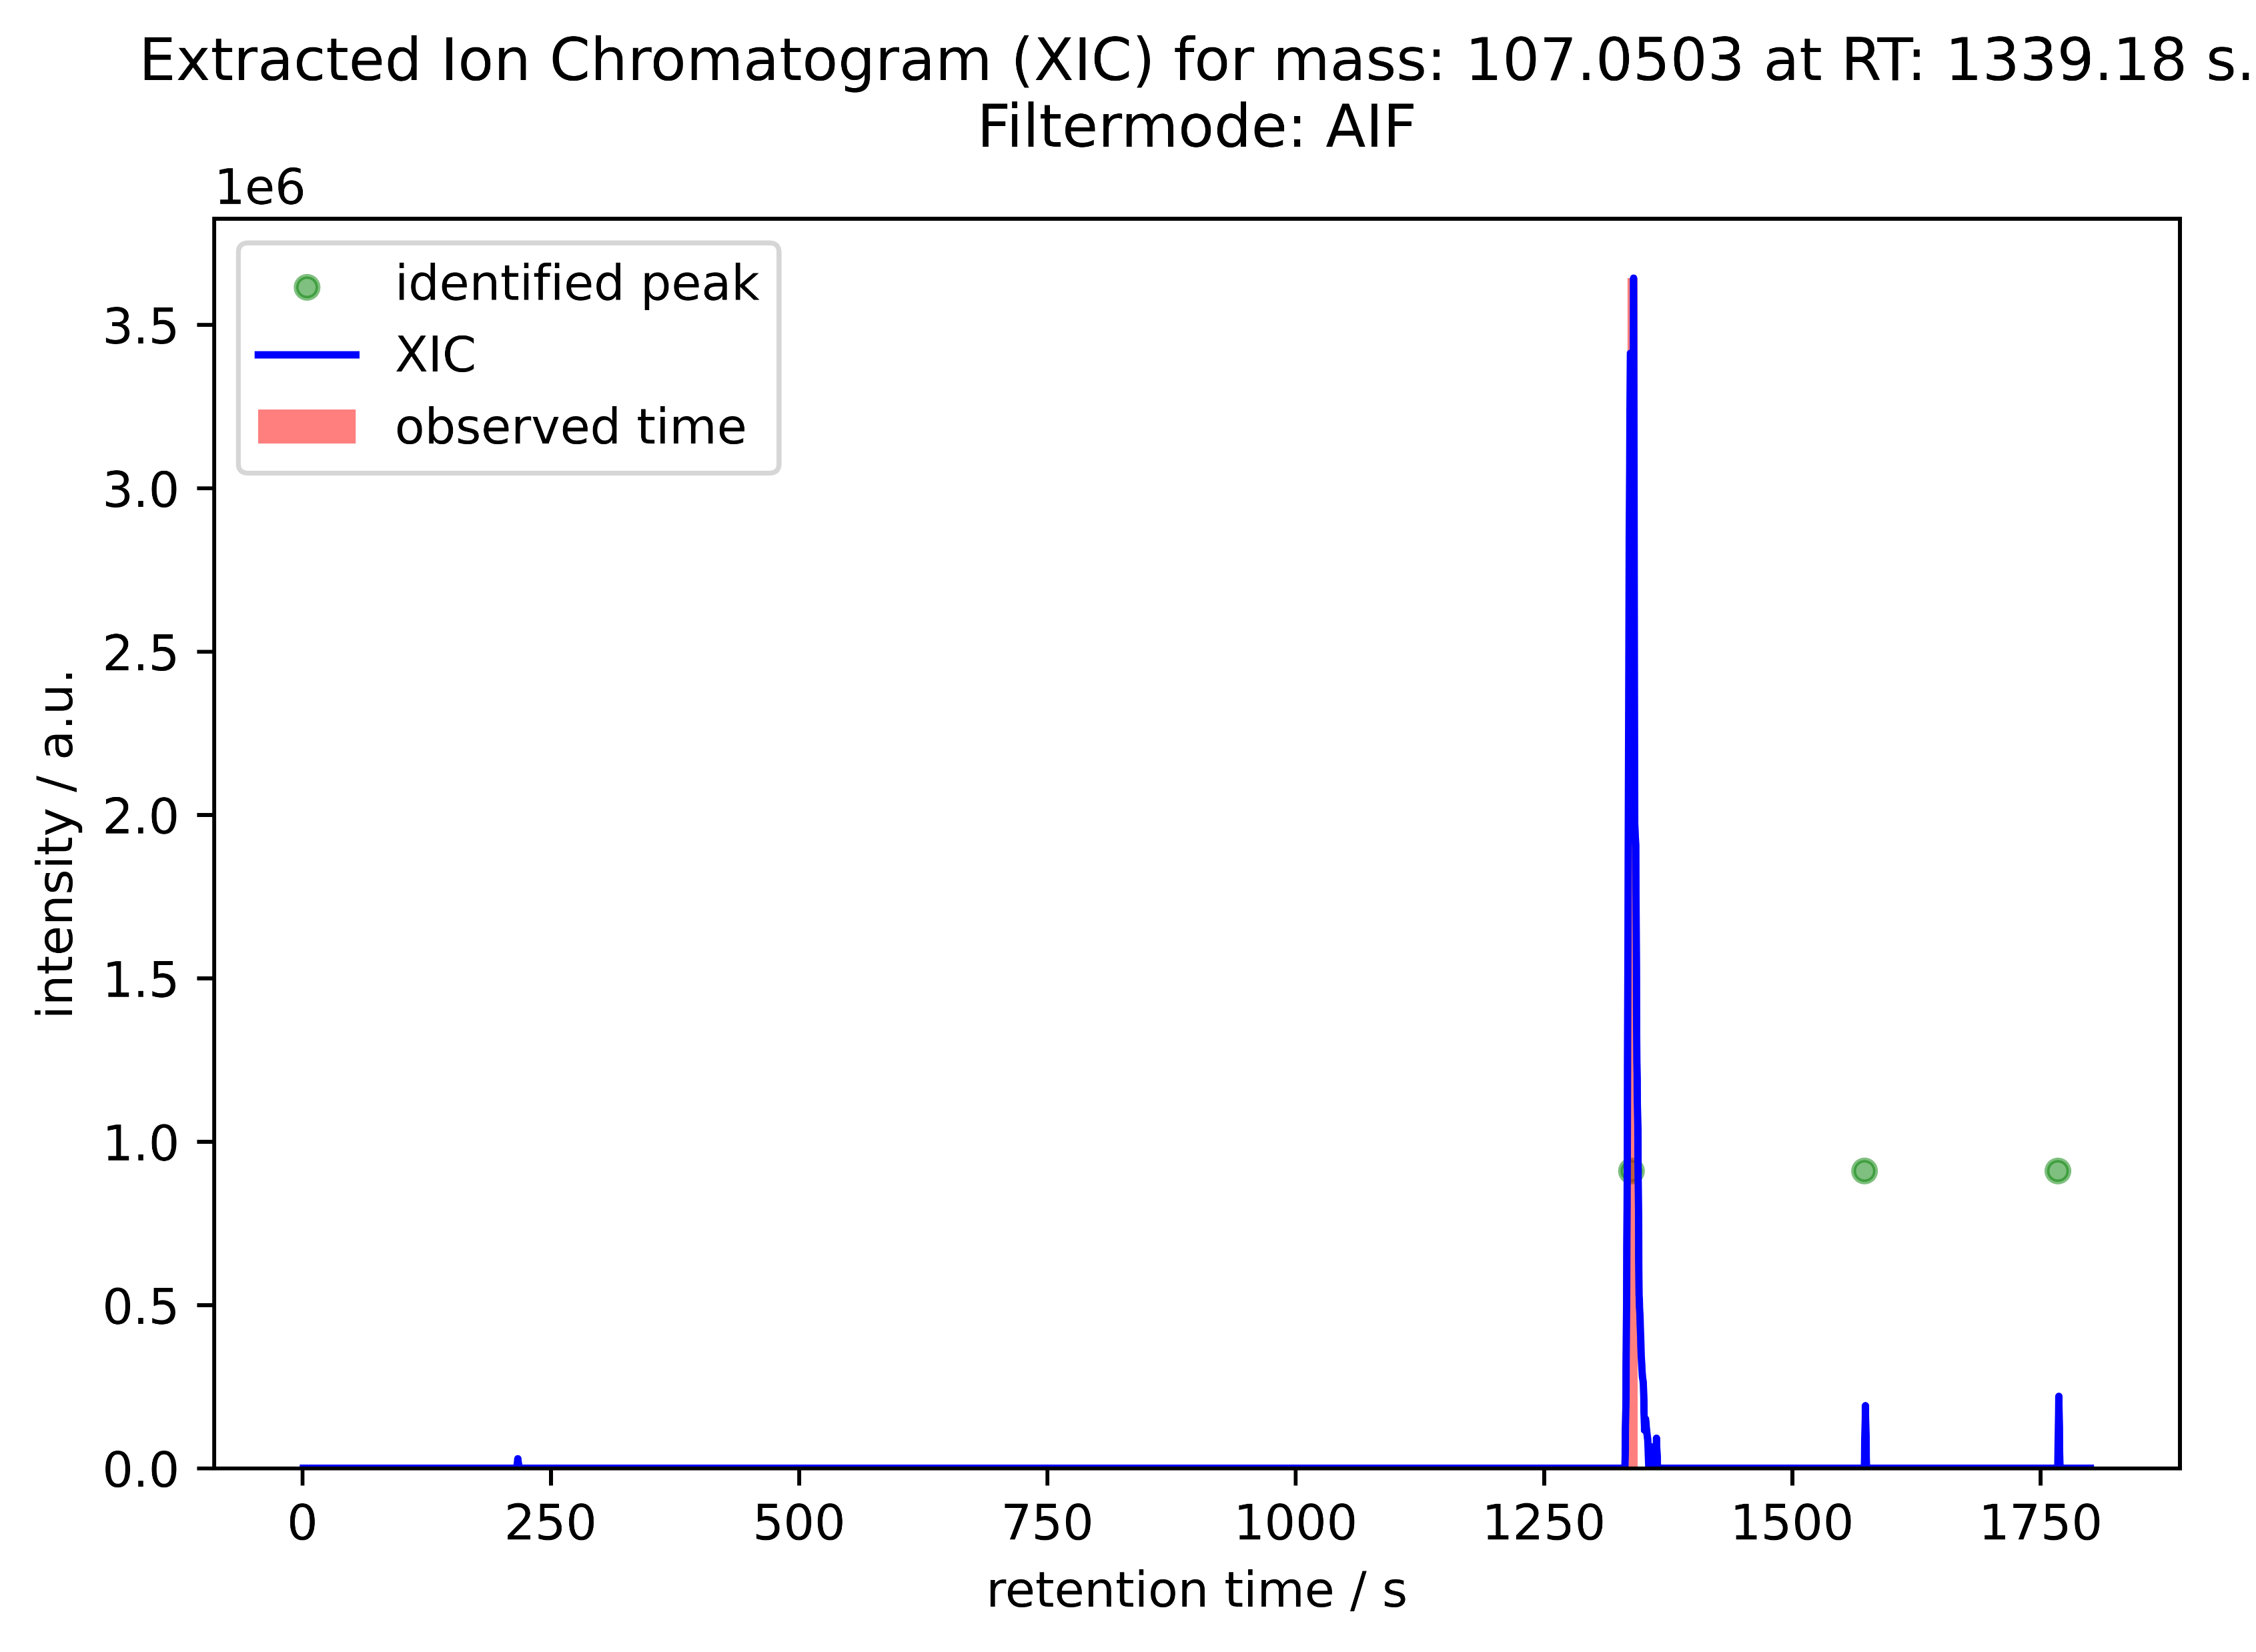 Extracted Ion Chromatogram (XIC) for mass: 107.0503 at RT: 1339.18 s.
Filtermode: AIF
1e6
identified peak
XIC
observed time
3.5
3.0
2.5
2.0
1.5
1.0
0.5
0.0
intensity / a.u.
0 250 500 750 1000 1250 1500 1750
retention time / s